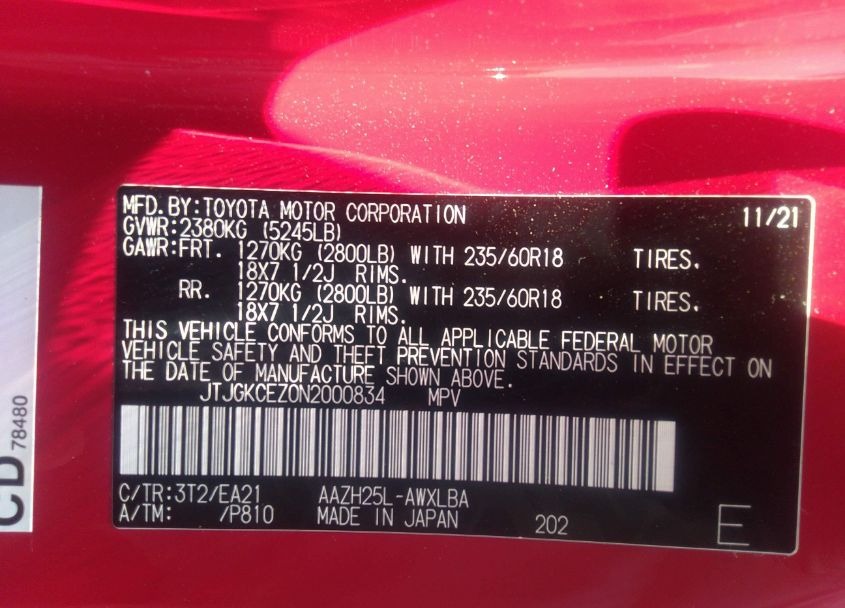 MFD.BY:TOYOTA MOTOR CORPORATION 11/21
GVWR:2380KG (5245LB)
GAWR:FRT. 1270KG (2800LB) WITH 235/60R18 TIRES.
18X7 1/2J RIMS.
RR. 1270KG (2800LB) WITH 235/60R18 TIRES.
18X7 1/2J RIMS.
THIS VEHICLE CONFORMS TO ALL APPLICABLE FEDERAL MOTOR
VEHICLE SAFETY AND THEFT PREVENTION STANDARDS IN EFFECT ON
THE DATE OF MANUFACTURE SHOWN ABOVE.
JTJGKCEZ0N2000834 MPV
C/TR:3T2/EA21 AAZH25L-AWXLBA
A/TM: /P810 MADE IN JAPAN 202 E
CD 78480